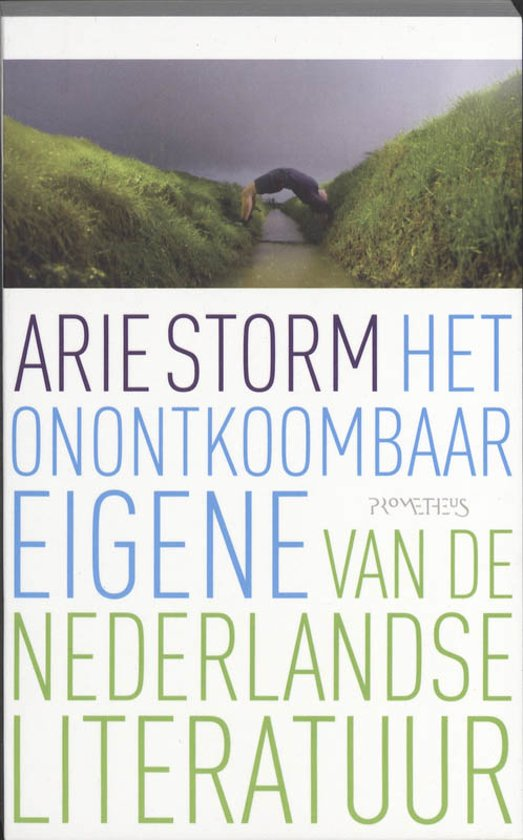 ARIE STORM HET
ONONTKOOMBAAR
EIGENE VAN DE
PROMETHEUS
NEDERLANDSE
LITERATUUR